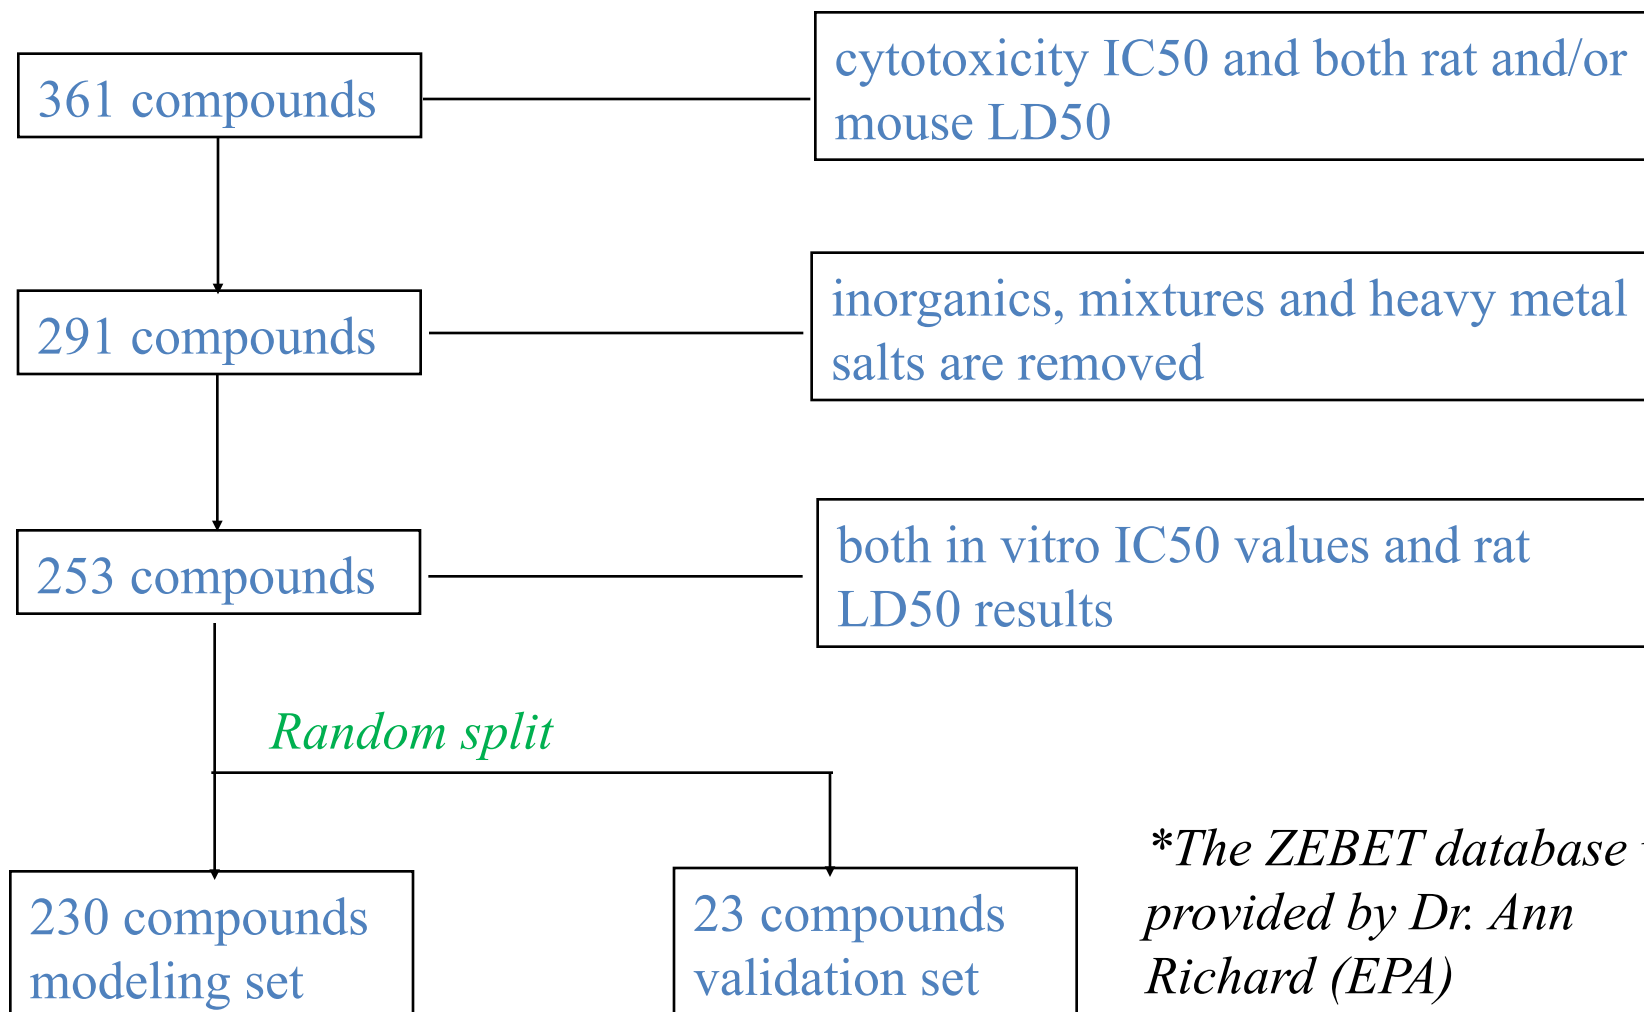 361 compounds
cytotoxicity IC50 and both rat and/or
mouse LD50
291 compounds
inorganics, mixtures and heavy metal
salts are removed
253 compounds
both in vitro IC50 values and rat
LD50 results
Random split
230 compounds
modeling set
23 compounds
validation set
*The ZEBET database
provided by Dr. Ann
Richard (EPA)